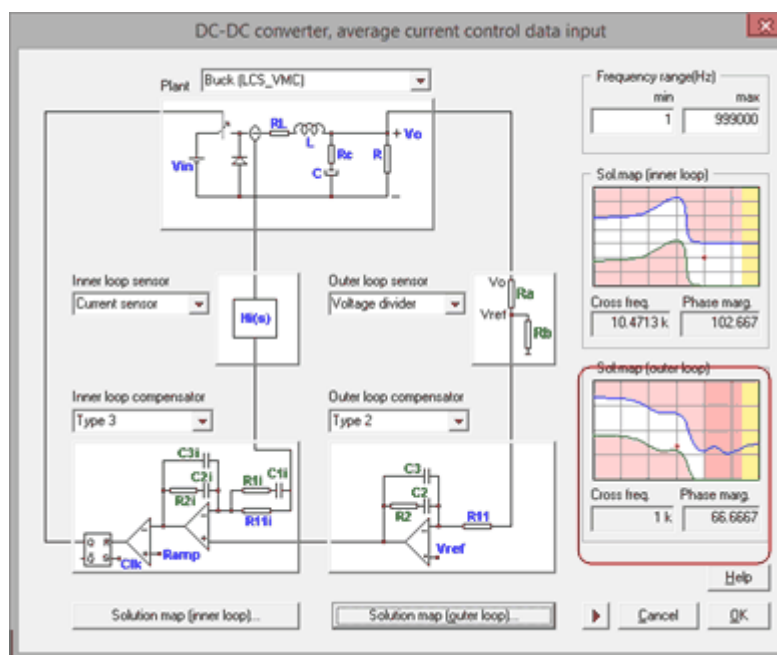 DC-DC converter, average current control data input
Plant
Buck (LCS_VMC)
RL
L
+ Vo
Rc
C
R
Vin
Inner loop sensor
Current sensor
Hi(s)
Outer loop sensor
Voltage divider
Vo
Ra
Vref
Rb
Inner loop compensator
Type 3
C3i
C2i
R2i
R1i
C1i
R11i
Clk
Ramp
Outer loop compensator
Type 2
C3
C2
R2
R11
Vref
Solution map (inner loop)...
Solution map (outer loop)...
Frequency range(Hz)
min max
1 999000
Sol.map (inner loop)
Cross freq. Phase marg.
10.4713 k 102.667
Sol.map (outer loop)
Cross freq. Phase marg.
1 k 66.6667
Help
Cancel OK